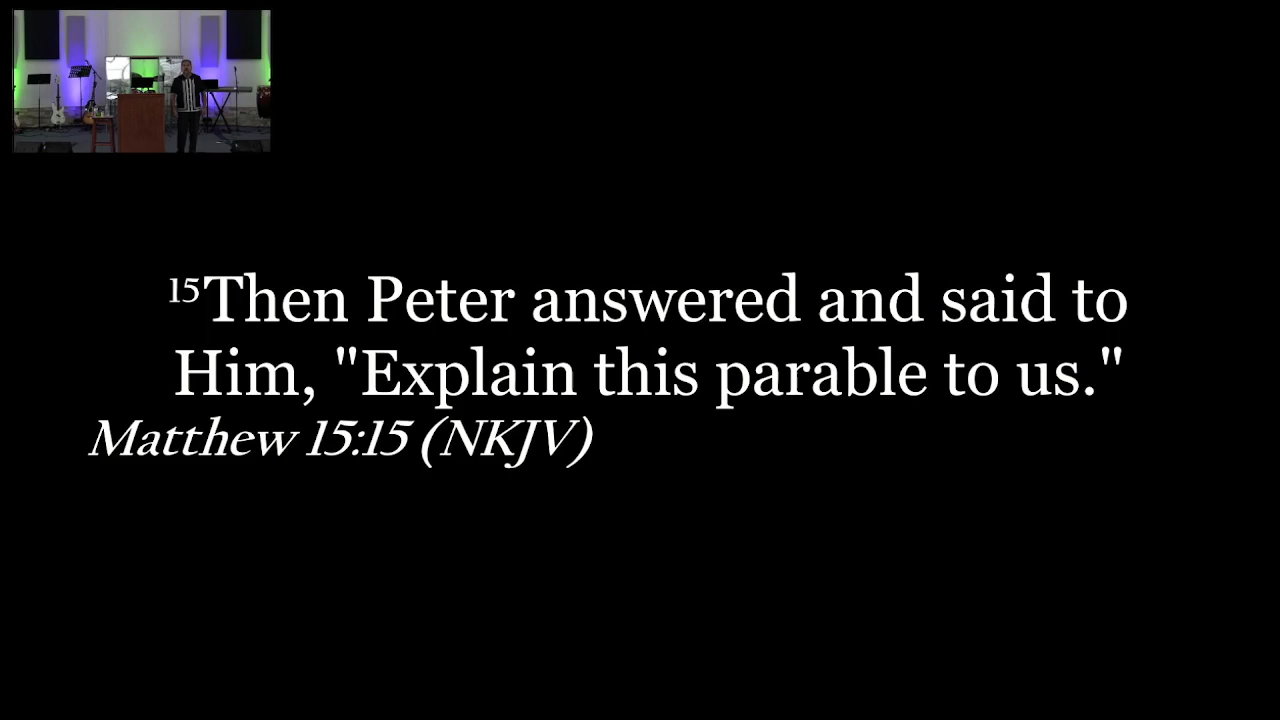 15Then Peter answered and said to
Him, "Explain this parable to us."
Matthew 15:15 (NKJV)